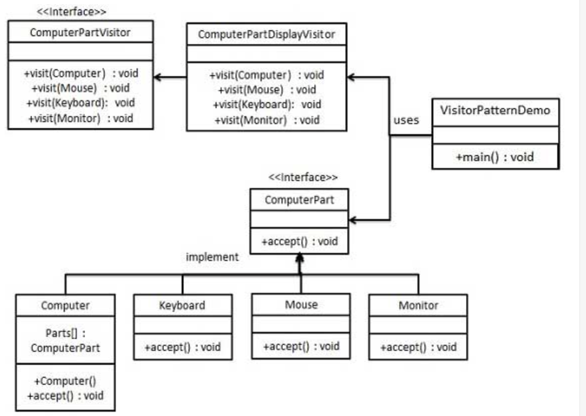 <<Interface>>
ComputerPartVisitor
+visit(Computer) : void
+visit(Mouse) : void
+visit(Keyboard): void
+visit(Monitor) : void
ComputerPartDisplayVisitor
+visit(Computer) : void
+visit(Mouse) : void
+visit(Keyboard): void
+visit(Monitor) : void
uses
VisitorPatternDemo
+main() : void
<<Interface>>
ComputerPart
+accept() : void
implement
Computer
Parts[] :
ComputerPart
+Computer()
+accept() : void
Keyboard
+accept() : void
Mouse
+accept() : void
Monitor
+accept() : void